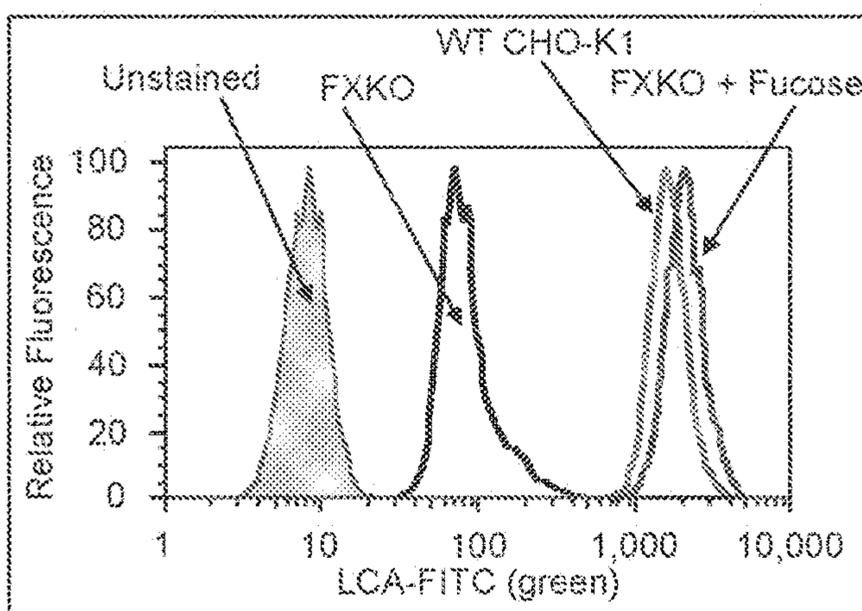 WT CHO-K1
Unstained
FXKO
FXKO + Fucose
Relative Fluorescence
100
80
60
40
20
0
1
10
100
1,000
10,000
LCA-FITC (green)